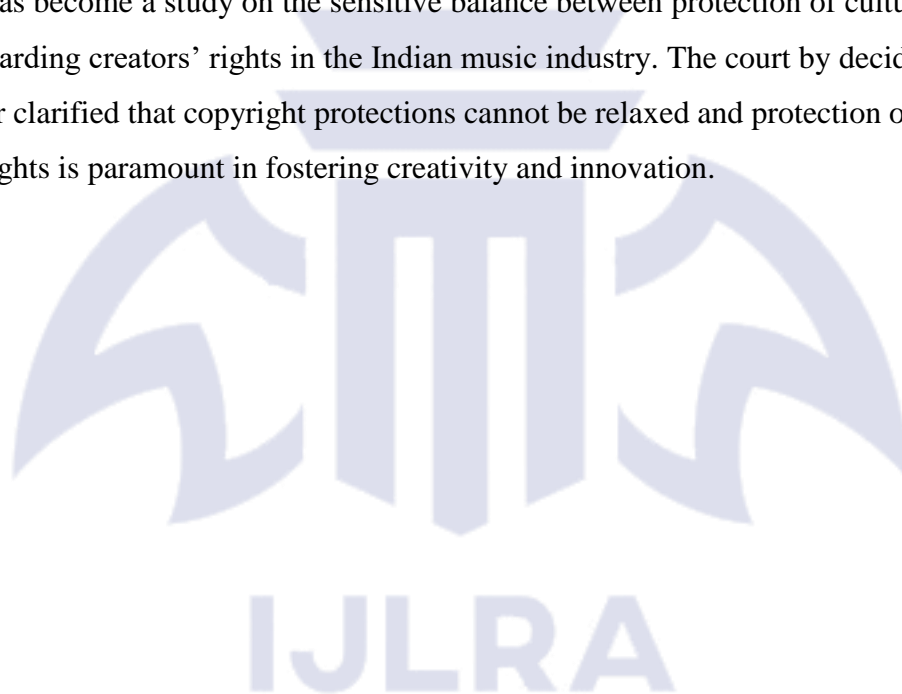 as become a study on the sensitive balance between protection of cultu
arding creators' rights in the Indian music industry. The court by decid
r clarified that copyright protections cannot be relaxed and protection o
ghts is paramount in fostering creativity and innovation.
IJLRA